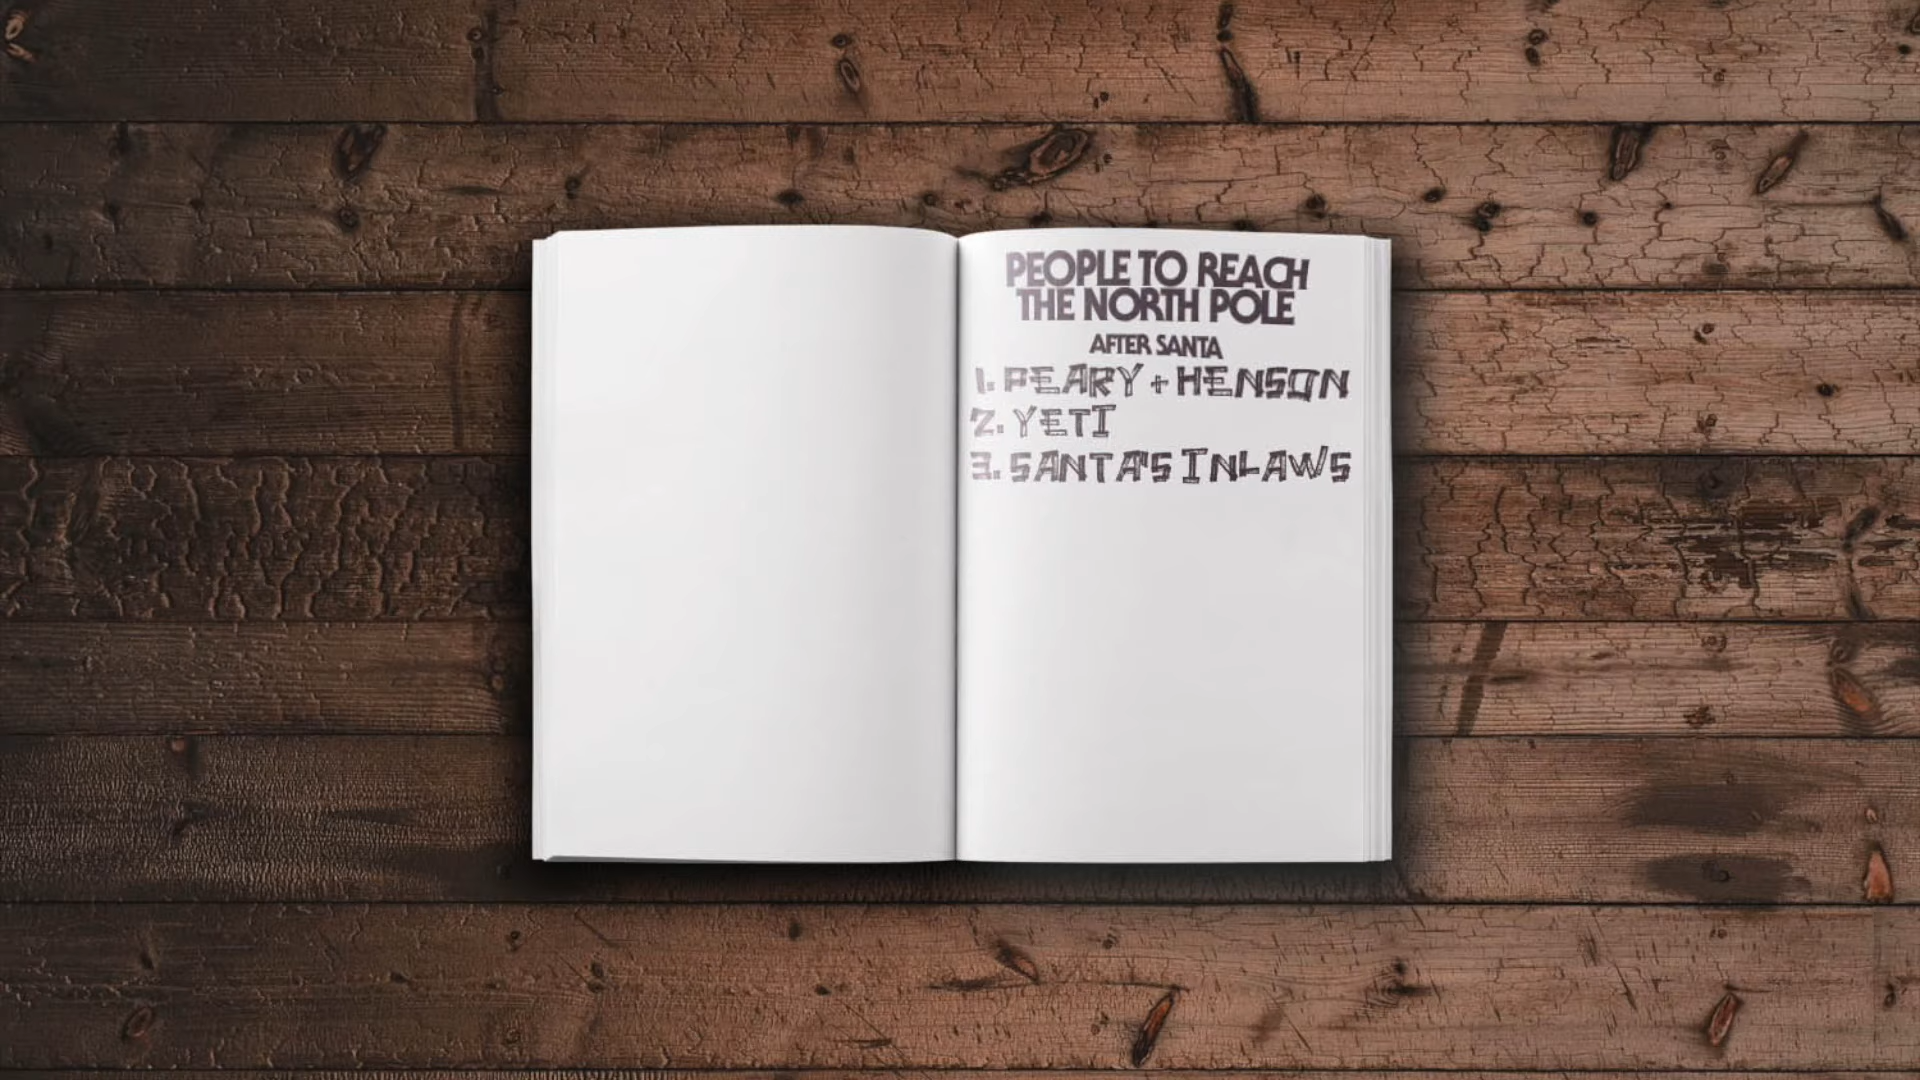 PEOPLE TO REACH
THE NORTH POLE
AFTER SANTA
1. PEARY + HENSON
2. YETI
3. SANTA'S INLAWS